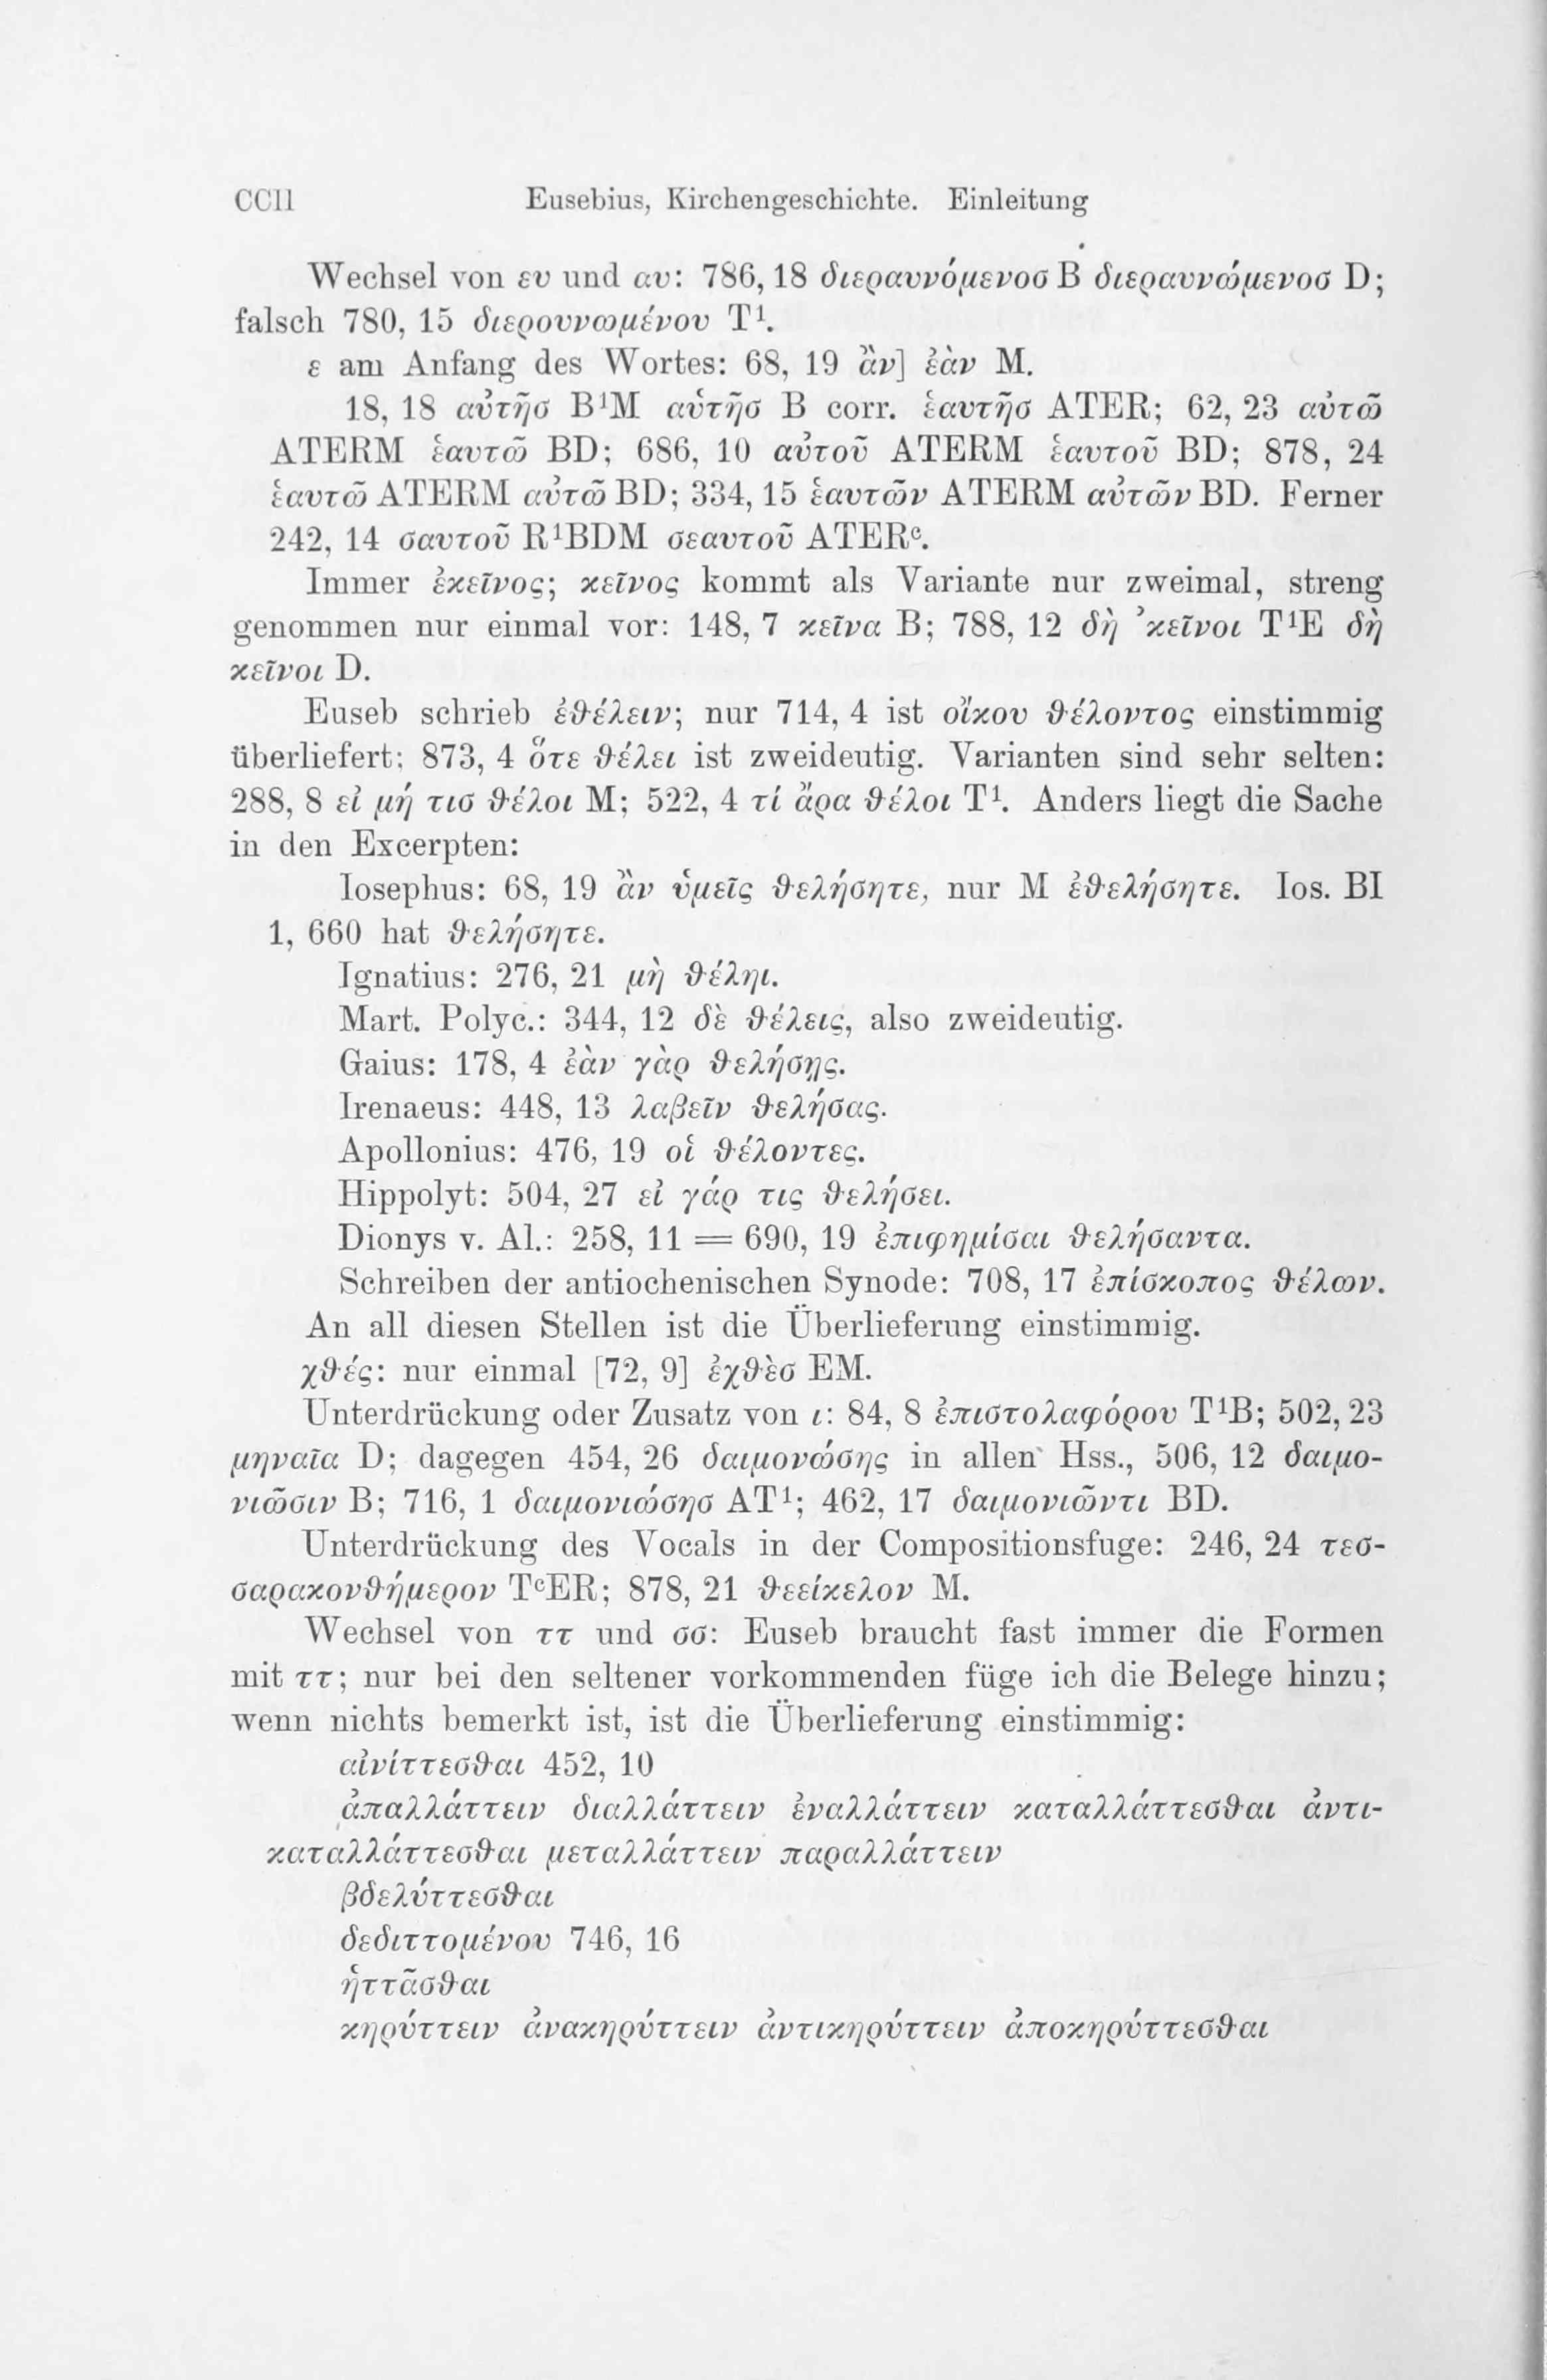 CCII Eusebius, Kirchengeschichte. Einleitung
Wechsel von ευ und αυ: 786, 18 διεραυνόμενοσ B διεραυνώμενοσ D;
falsch 780, 15 διερουνωμένου T¹.
ε am Anfang des Wortes: 68, 19 ἂν] ἐὰν M.
18, 18 αὐτῆσ B¹M αὑτῆσ B corr. ἑαυτῆσ ATER; 62, 23 αὐτῶ
ATERM ἑαυτῶ BD; 686, 10 αὐτοῦ ATERM ἑαυτοῦ BD; 878, 24
ἑαυτῶ ATERM αὐτῶ BD; 334, 15 ἑαυτῶν ATERM αὐτῶν BD. Ferner
242, 14 σαυτοῦ R¹BDM σεαυτοῦ ATERᶜ.
Immer ἐκεῖνος; κεῖνος kommt als Variante nur zweimal, streng
genommen nur einmal vor: 148, 7 κεῖνα B; 788, 12 δὴ ’κεῖνοι T¹E δὴ
κεῖνοι D.
Euseb schrieb ἐθέλειν; nur 714, 4 ist οἴκου θέλοντος einstimmig
überliefert; 873, 4 ὅτε θέλει ist zweideutig. Varianten sind sehr selten:
288, 8 εἰ μή τισ θέλοι M; 522, 4 τί ἄρα θέλοι T¹. Anders liegt die Sache
in den Excerpten:
Iosephus: 68, 19 ἂν ὑμεῖς θελήσητε, nur M ἐθελήσητε. Ios. BI
1, 660 hat θελήσητε.
Ignatius: 276, 21 μὴ θέληι.
Mart. Polyc.: 344, 12 δὲ θέλεις, also zweideutig.
Gaius: 178, 4 ἐὰν γὰρ θελήσῃς.
Irenaeus: 448, 13 λαβεῖν θελήσας.
Apollonius: 476, 19 οἱ θέλοντες.
Hippolyt: 504, 27 εἰ γάρ τις θελήσει.
Dionys v. Al.: 258, 11 = 690, 19 ἐπιφημίσαι θελήσαντα.
Schreiben der antiochenischen Synode: 708, 17 ἐπίσκοπος θέλων.
An all diesen Stellen ist die Überlieferung einstimmig.
χθές: nur einmal [72, 9] ἐχθὲσ EM.
Unterdrückung oder Zusatz von ι: 84, 8 ἐπιστολαφόρου T¹B; 502, 23
μηναῖα D; dagegen 454, 26 δαιμονώσης in allen Hss., 506, 12 δαιμο-
νιῶσιν B; 716, 1 δαιμονιώσησ AT¹; 462, 17 δαιμονιῶντι BD.
Unterdrückung des Vocals in der Compositionsfuge: 246, 24 τεσ-
σαρακονθήμερον TᶜER; 878, 21 θεείκελον M.
Wechsel von ττ und σσ: Euseb braucht fast immer die Formen
mit ττ; nur bei den seltener vorkommenden füge ich die Belege hinzu;
wenn nichts bemerkt ist, ist die Überlieferung einstimmig:
αἰνίττεσθαι 452, 10
ἀπαλλάττειν διαλλάττειν ἐναλλάττειν καταλλάττεσθαι ἀντι-
καταλλάττεσθαι μεταλλάττειν παραλλάττειν
βδελύττεσθαι
δεδιττομένου 746, 16
ἡττᾶσθαι
κηρύττειν ἀνακηρύττειν ἀντικηρύττειν ἀποκηρύττεσθαι